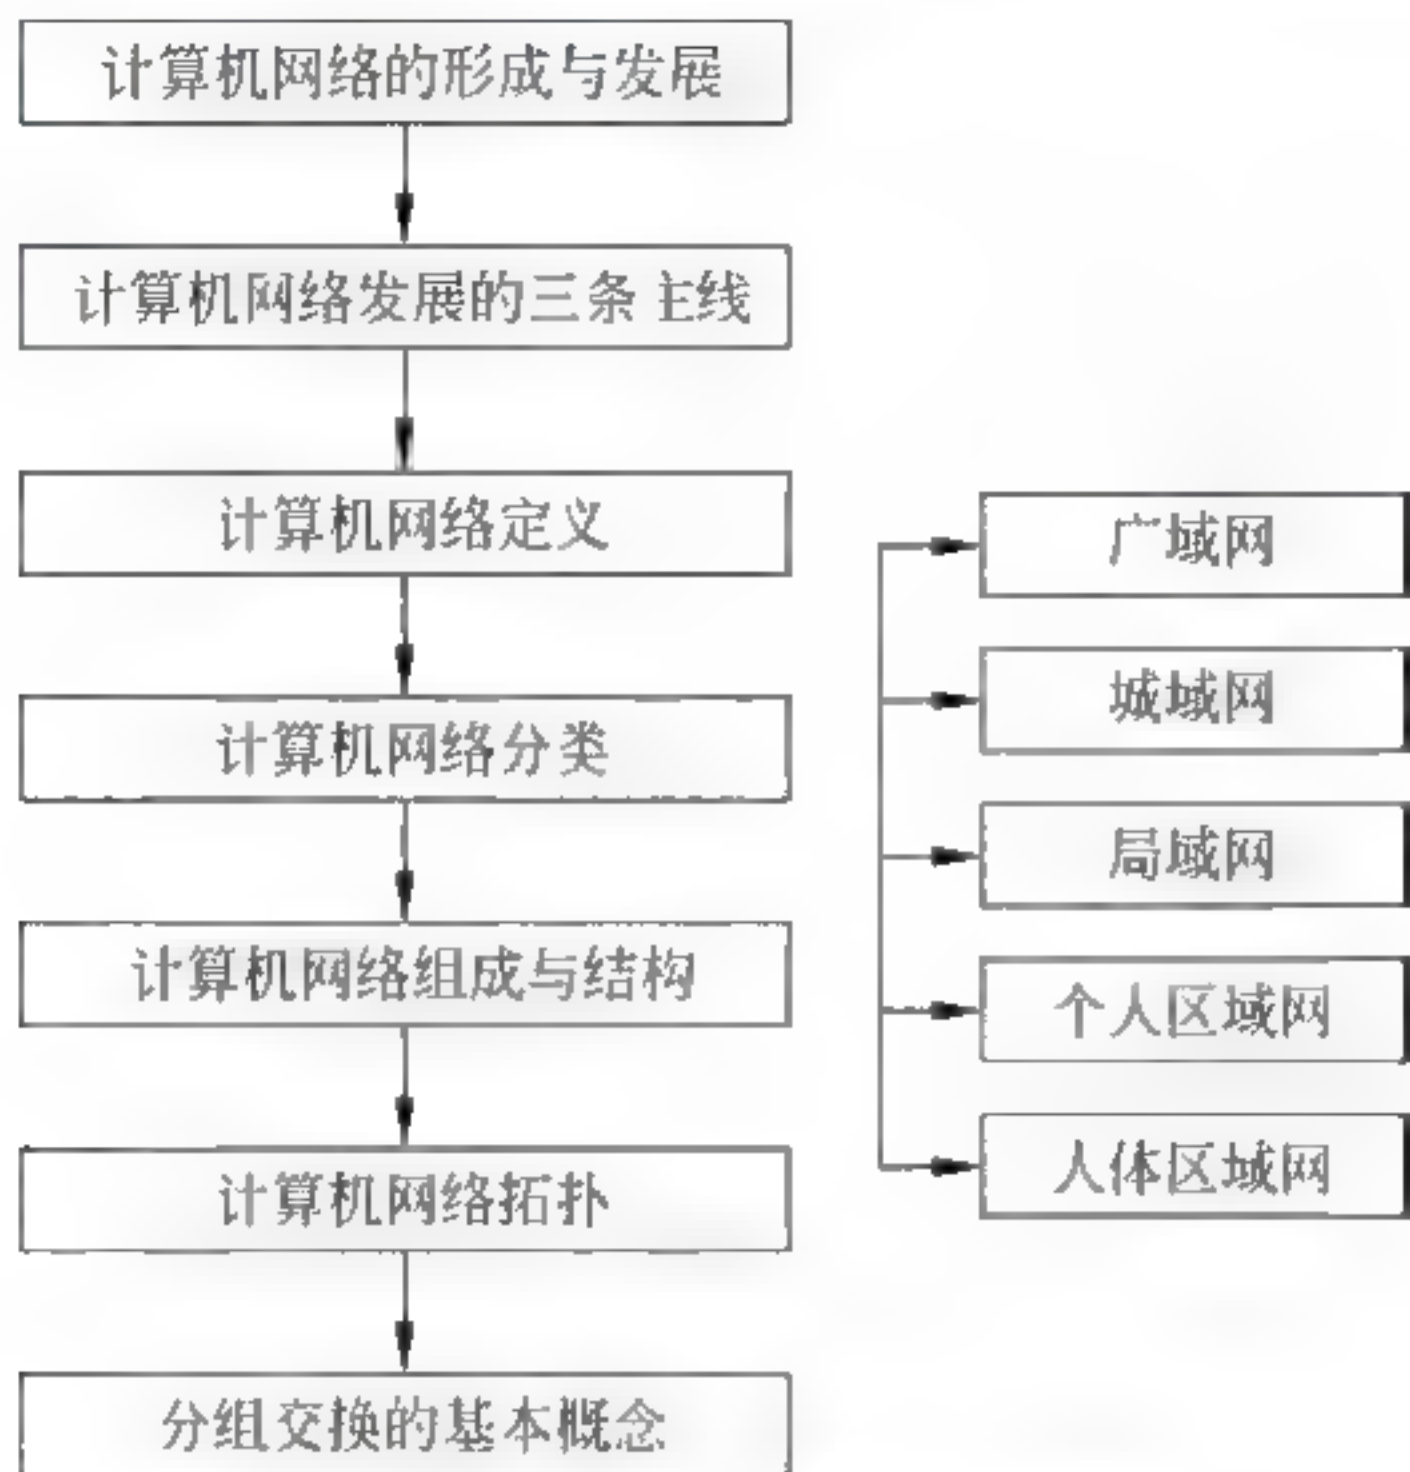 计算机网络的形成与发展
计算机网络发展的三条主线
计算机网络定义
计算机网络分类
计算机网络组成与结构
计算机网络拓扑
分组交换的基本概念
广域网
城域网
局域网
个人区域网
人体区域网